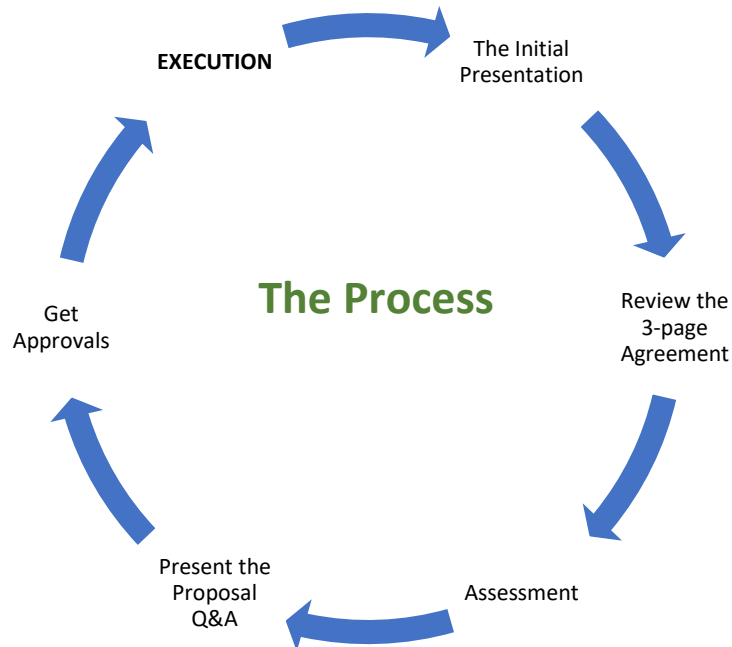 The Process
The Initial
Presentation
Review the
3-page
Agreement
Assessment
Present the
Proposal
Q&A
Get
Approvals
EXECUTION